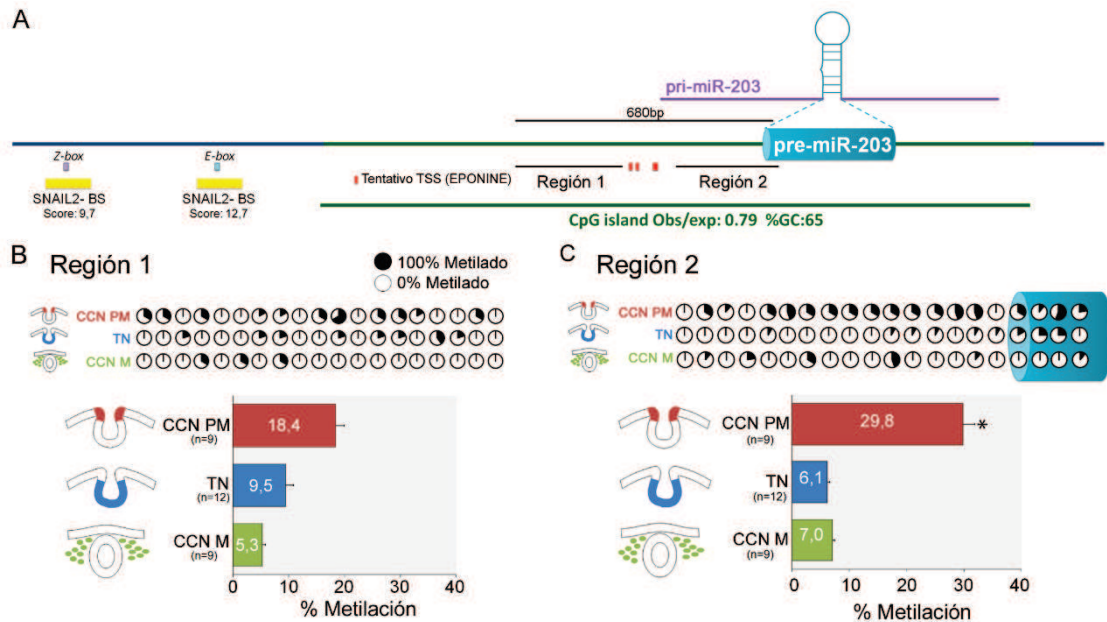 A
pri-miR-203
680bp
pre-miR-203
Z-box
E-box
SNAIL2- BS
Score: 9,7
SNAIL2- BS
Score: 12,7
Tentativo TSS (EPONINE)
Región 1
Región 2
CpG island Obs/exp: 0.79 %GC:65
B
Región 1
100% Metilado
0% Metilado
CCN PM
TN
CCN M
CCN PM
(n=9)
18,4
TN
(n=12)
9,5
CCN M
(n=9)
5,3
0 10 20 30 40
% Metilación
C
Región 2
CCN PM
TN
CCN M
CCN PM
(n=9)
29,8
*
TN
(n=12)
6,1
CCN M
(n=9)
7,0
0 10 20 30 40
% Metilación